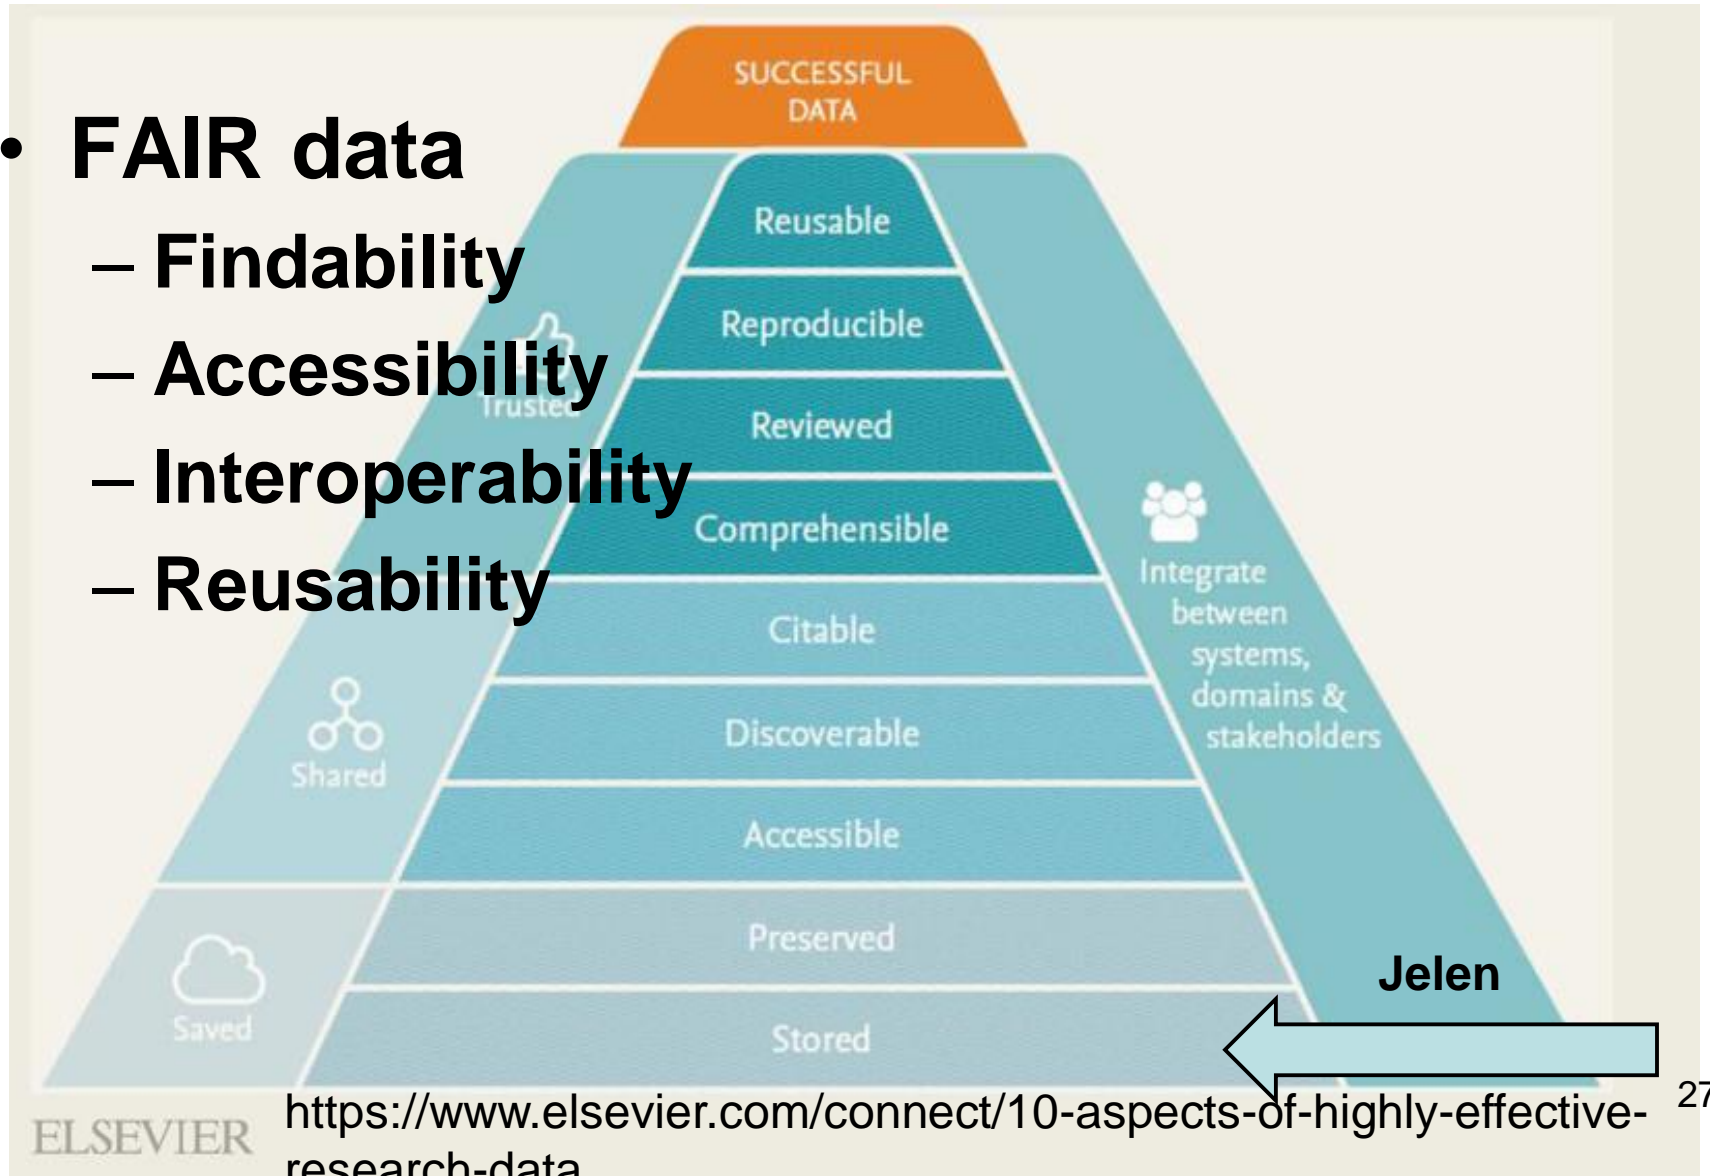 SUCCESSFUL
DATA
• FAIR data
– Findability
– Accessibility
– Interoperability
– Reusability
Reusable
Reproducible
Reviewed
Comprehensible
Citable
Discoverable
Accessible
Preserved
Stored
Trusted
Shared
Saved
Integrate
between
systems,
domains &
stakeholders
Jelen
ELSEVIER
https://www.elsevier.com/connect/10-aspects-of-highly-effective-
research-data
27